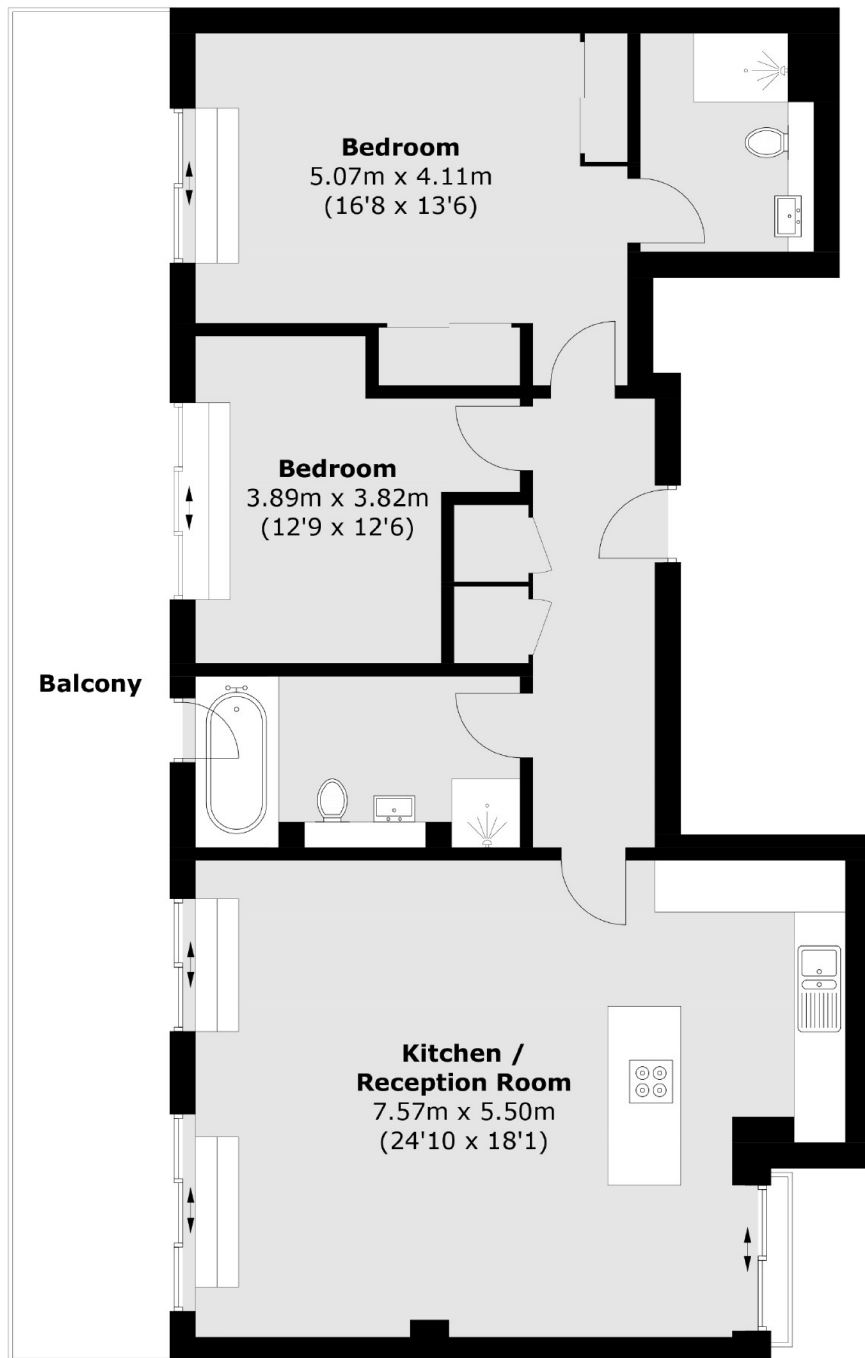 Bedroom
5.07m x 4.11m
(16'8 x 13'6)
Bedroom
3.89m x 3.82m
(12'9 x 12'6)
Balcony
Kitchen /
Reception Room
7.57m x 5.50m
(24'10 x 18'1)